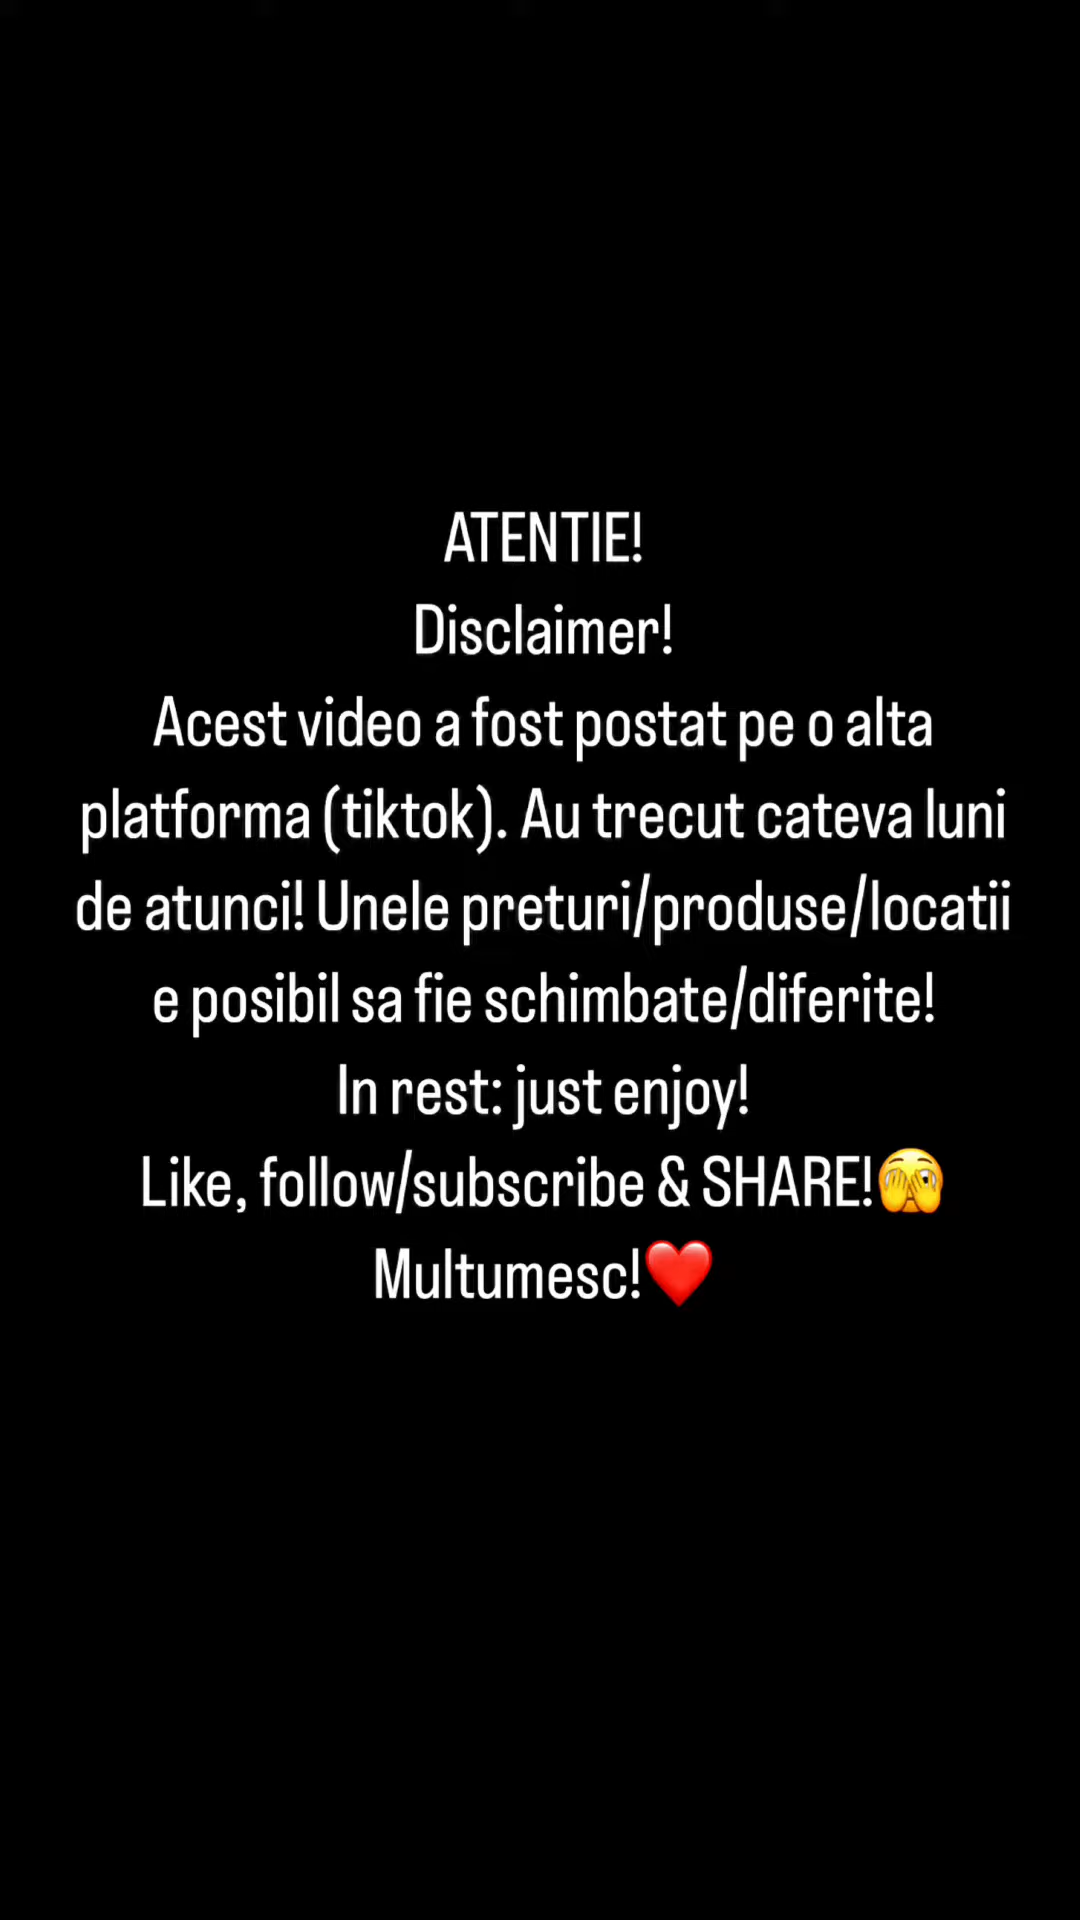 ATENTIE!
Disclaimer!
Acest video a fost postat pe o alta
platforma (tiktok). Au trecut cateva luni
de atunci! Unele preturi/produse/locatii
e posibil sa fie schimbate/diferite!
In rest: just enjoy!
Like, follow/subscribe & SHARE!🫣
Multumesc!❤️